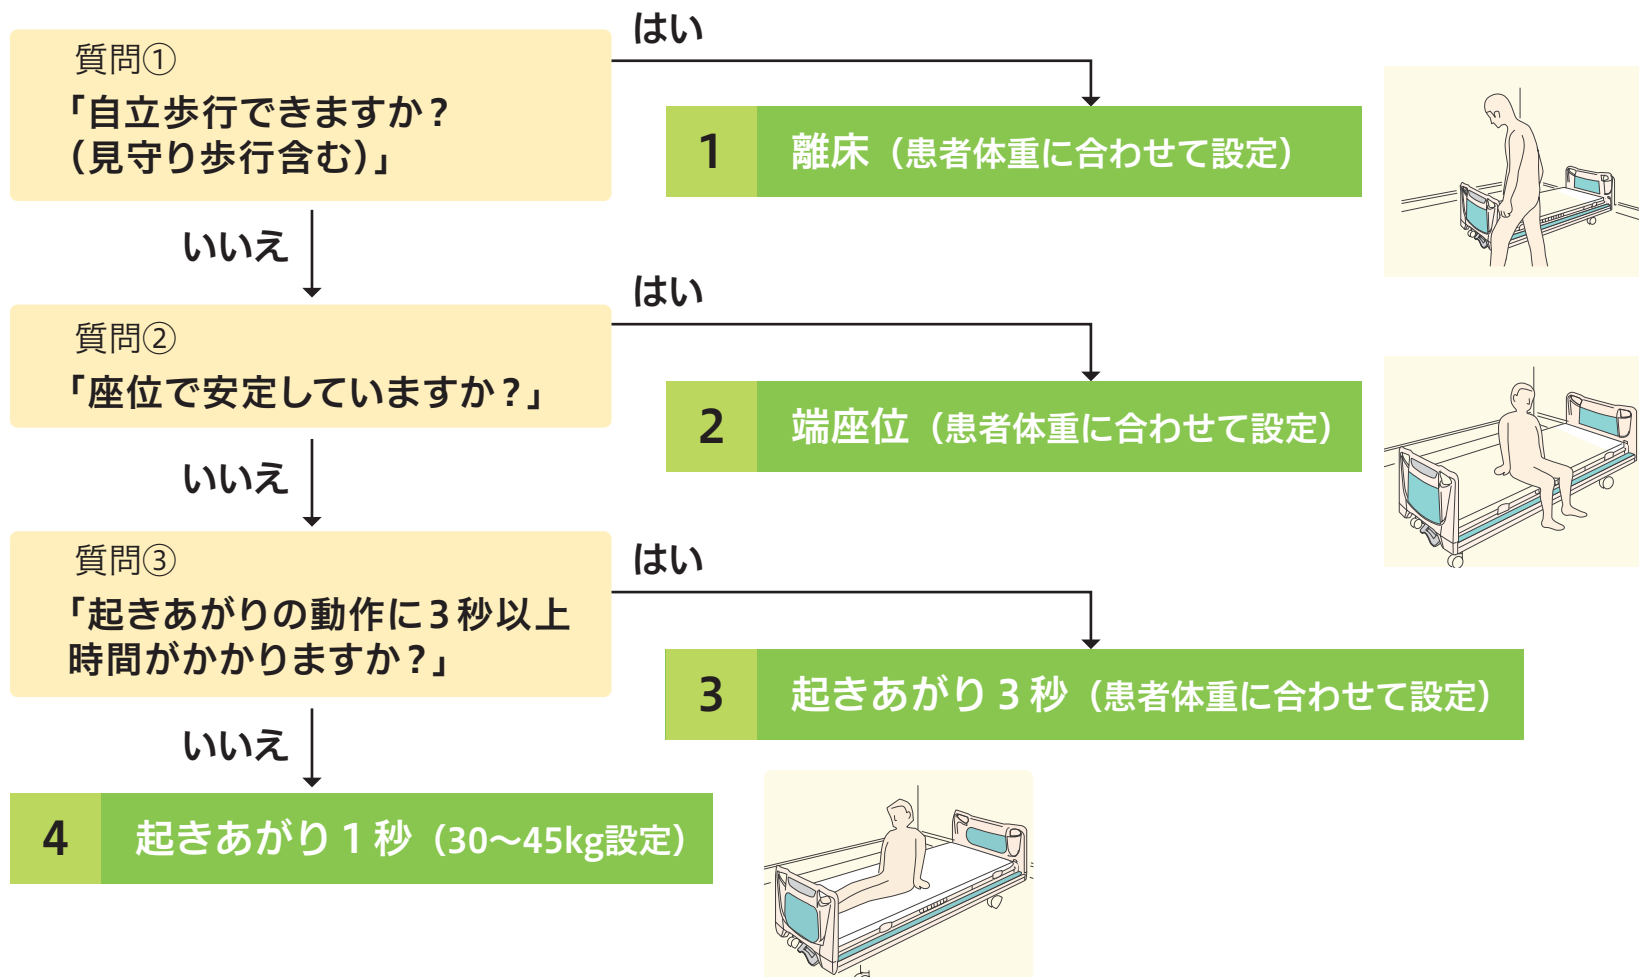 質問①
「自立歩行できますか？
（見守り歩行含む）」
はい
1 離床（患者体重に合わせて設定）
いいえ
質問②
「座位で安定していますか？」
はい
2 端座位（患者体重に合わせて設定）
いいえ
質問③
「起きあがりの動作に3秒以上
時間がかかりますか？」
はい
3 起きあがり3秒（患者体重に合わせて設定）
いいえ
4 起きあがり1秒（30〜45kg設定）